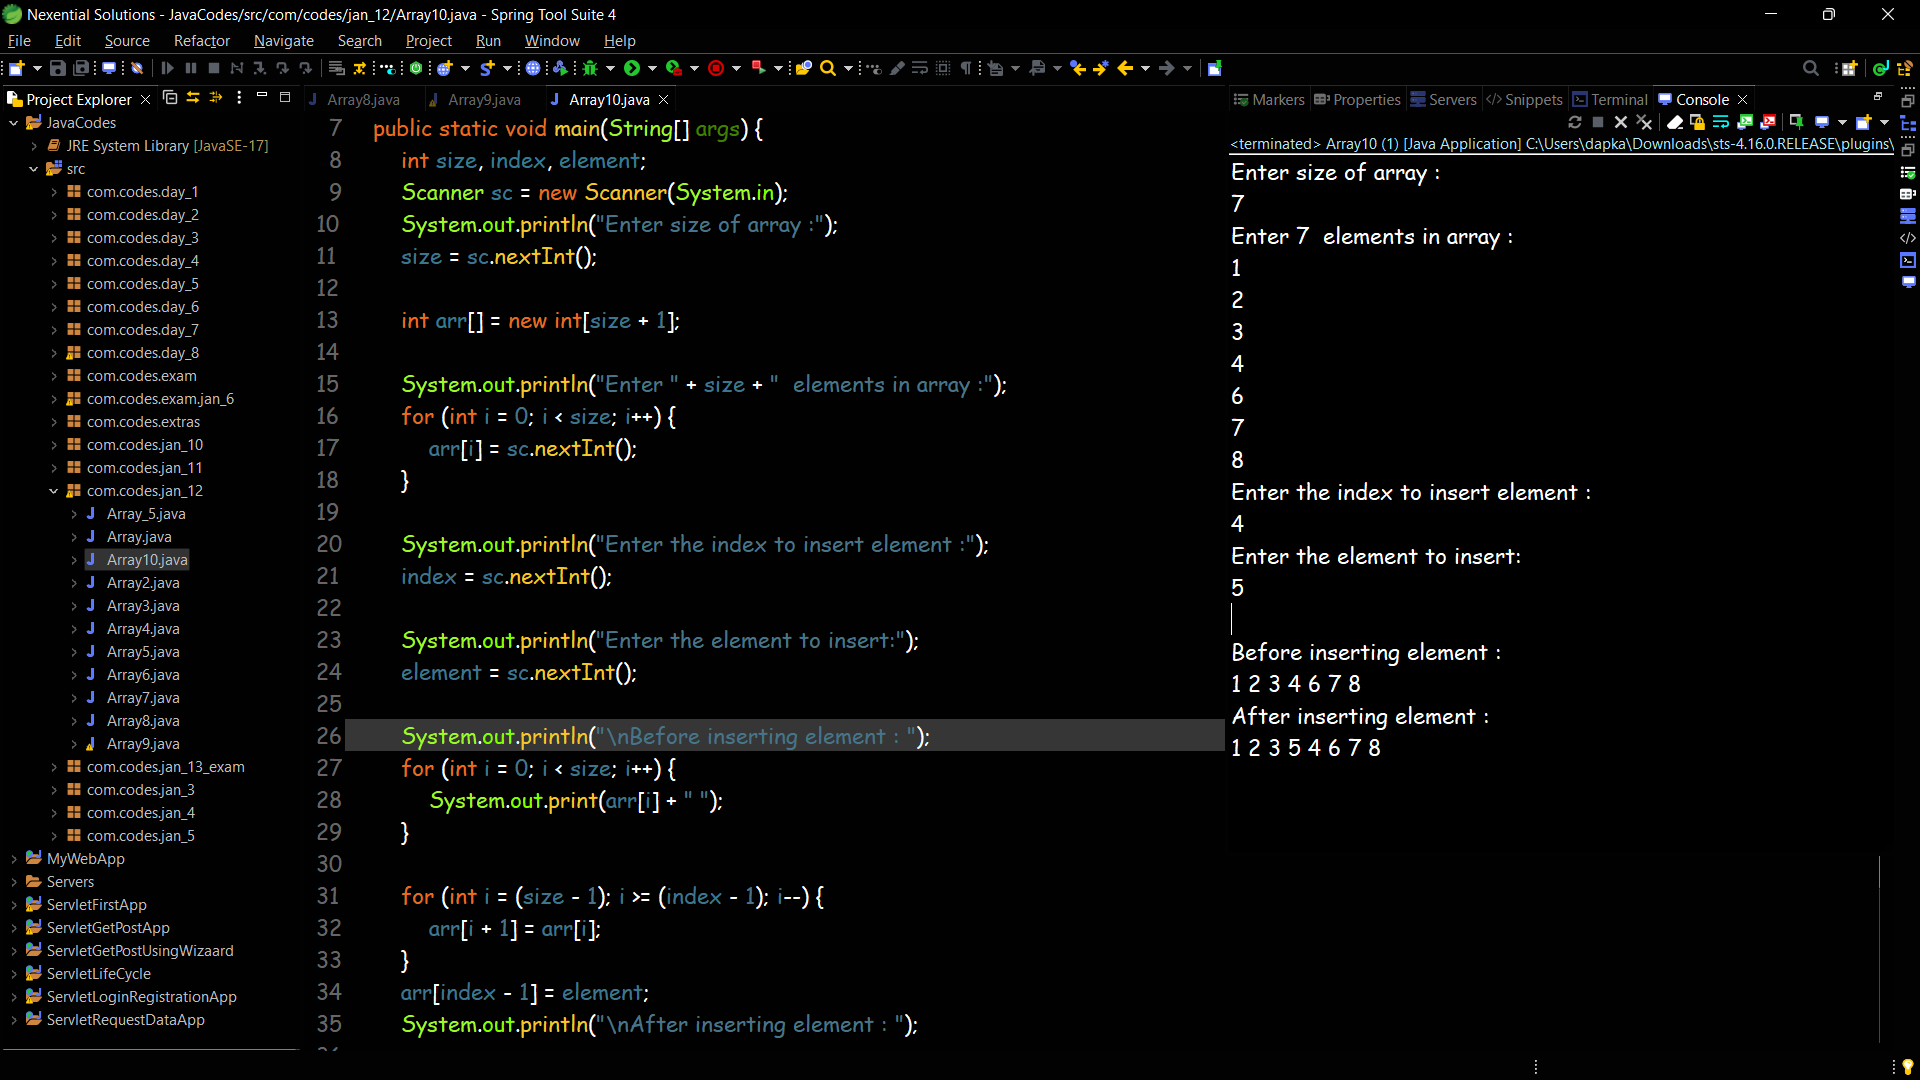 Nexential Solutions - JavaCodes/src/com/codes/jan_12/Array10.java - Spring Tool Suite 4
File Edit Source Refactor Navigate Search Project Run Window Help
Project Explorer
JavaCodes
JRE System Library [JavaSE-17]
src
com.codes.day_1
com.codes.day_2
com.codes.day_3
com.codes.day_4
com.codes.day_5
com.codes.day_6
com.codes.day_7
com.codes.day_8
com.codes.exam
com.codes.exam.jan_6
com.codes.extras
com.codes.jan_10
com.codes.jan_11
com.codes.jan_12
Array_5.java
Array.java
Array10.java
Array2.java
Array3.java
Array4.java
Array5.java
Array6.java
Array7.java
Array8.java
Array9.java
com.codes.jan_13_exam
com.codes.jan_3
com.codes.jan_4
com.codes.jan_5
MyWebApp
Servers
ServletFirstApp
ServletGetPostApp
ServletGetPostUsingWizaard
ServletLifeCycle
ServletLoginRegistrationApp
ServletRequestDataApp
Array8.java Array9.java Array10.java
7 public static void main(String[] args) {
8 int size, index, element;
9 Scanner sc = new Scanner(System.in);
10 System.out.println("Enter size of array :");
11 size = sc.nextInt();
12
13 int arr[] = new int[size + 1];
14
15 System.out.println("Enter " + size + "  elements in array :");
16 for (int i = 0; i < size; i++) {
17 arr[i] = sc.nextInt();
18 }
19
20 System.out.println("Enter the index to insert element :");
21 index = sc.nextInt();
22
23 System.out.println("Enter the element to insert:");
24 element = sc.nextInt();
25
26 System.out.println("\nBefore inserting element : ");
27 for (int i = 0; i < size; i++) {
28 System.out.print(arr[i] + " ");
29 }
30
31 for (int i = (size - 1); i >= (index - 1); i--) {
32 arr[i + 1] = arr[i];
33 }
34 arr[index - 1] = element;
35 System.out.println("\nAfter inserting element : ");
Markers Properties Servers Snippets Terminal Console
<terminated> Array10 (1) [Java Application] C:\Users\dapka\Downloads\sts-4.16.0.RELEASE\plugins\
Enter size of array :
7
Enter 7  elements in array :
1
2
3
4
6
7
8
Enter the index to insert element :
4
Enter the element to insert:
5
Before inserting element :
1 2 3 4 6 7 8
After inserting element :
1 2 3 5 4 6 7 8